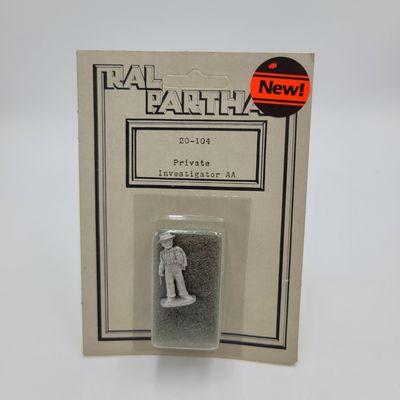 RAL
PARTHA
New!
20-104
Private
Investigator AA